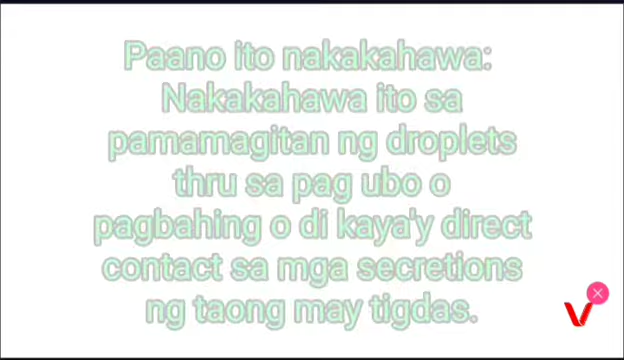 Paano ito nakakahawa:
Nakakahawa ito sa
pamamagitan ng droplets
thru sa pag ubo o
pagbahing o di kaya'y direct
contact sa mga secretions
ng taong may tigdas.